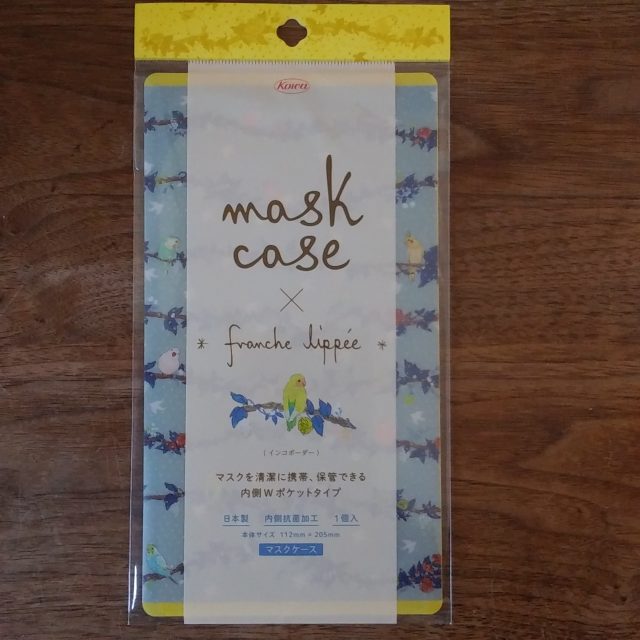 Kowa
mask
case
×
* franche lippée *
(インコボーダー)
マスクを清潔に携帯、保管できる
内側Wポケットタイプ
日本製 内側抗菌加工 1個入
本体サイズ 112mm×205mm
マスクケース